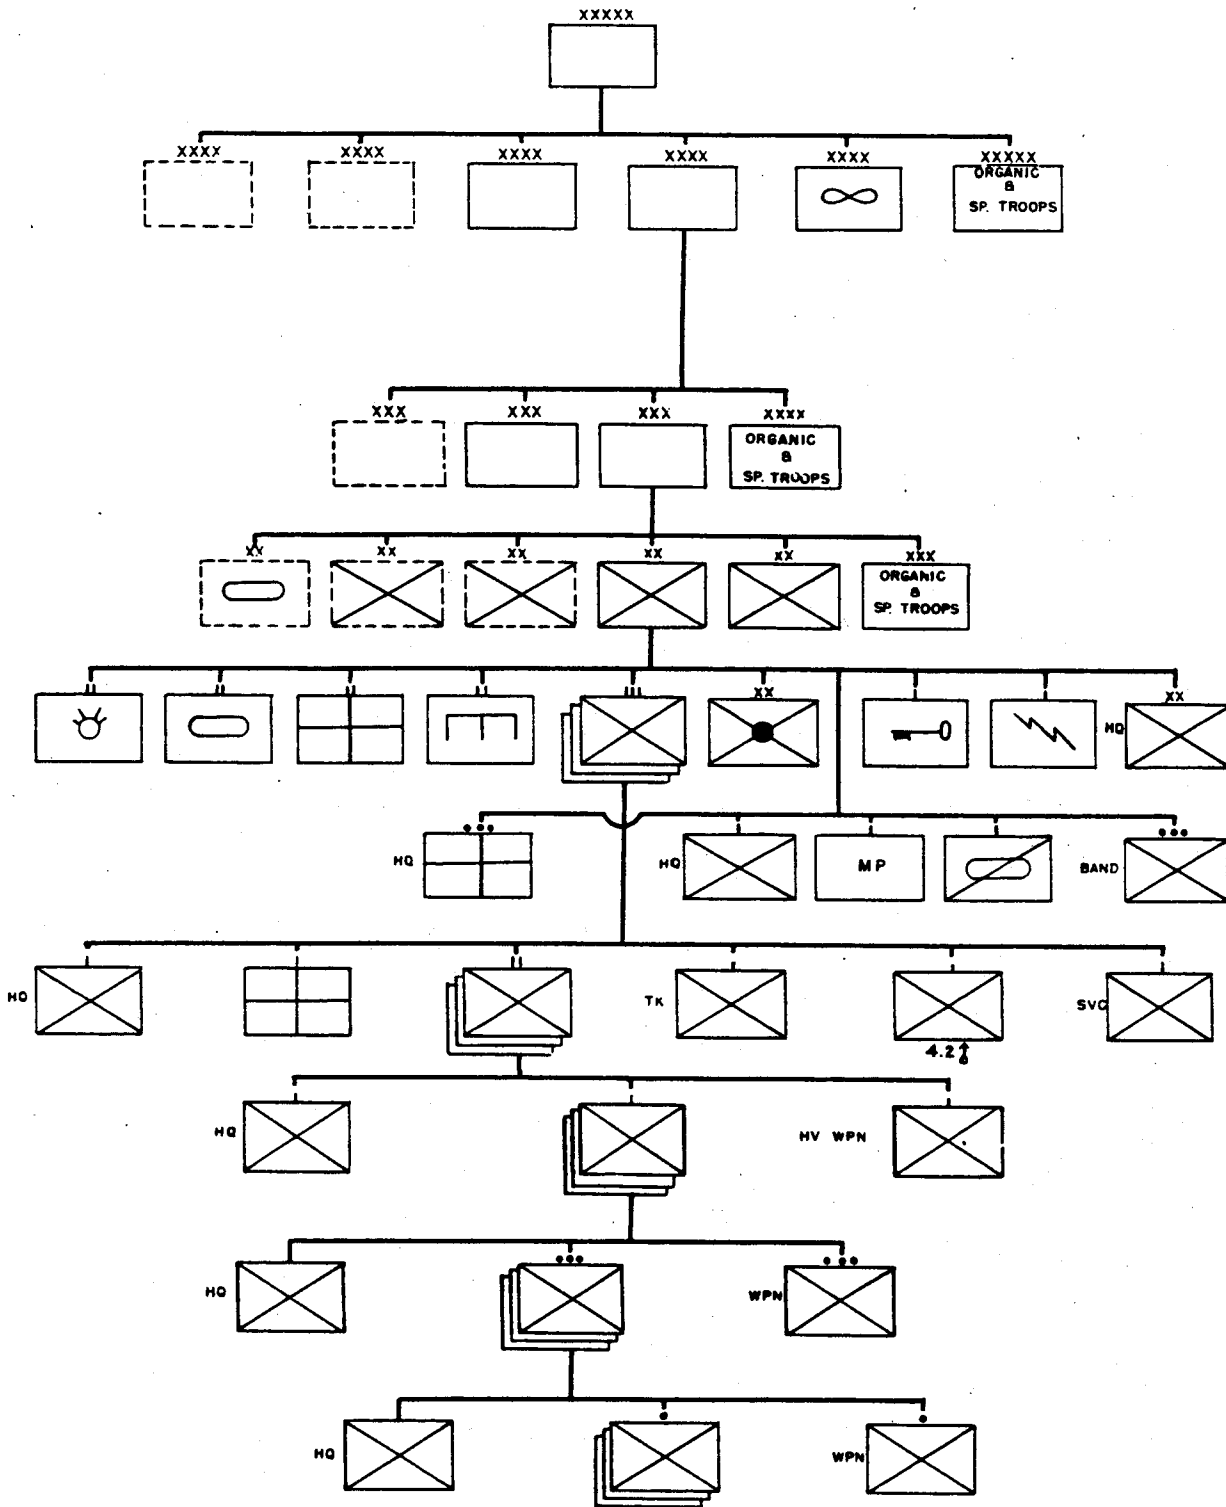 XXXXX
XXXX
XXXX
XXXX
XXXX
XXXX
XXXXX
ORGANIC
&
SP. TROOPS
XXX
XXX
XXX
XXXX
ORGANIC
&
SP. TROOPS
XX
XX
XX
XX
XX
XXX
ORGANIC
&
SP. TROOPS
II
II
II
II
III
XX
I
I
XX
HQ
HQ
HQ
MP
BAND
HQ
TK
4.2
SVC
HQ
HV WPN
HQ
WPN
HQ
WPN